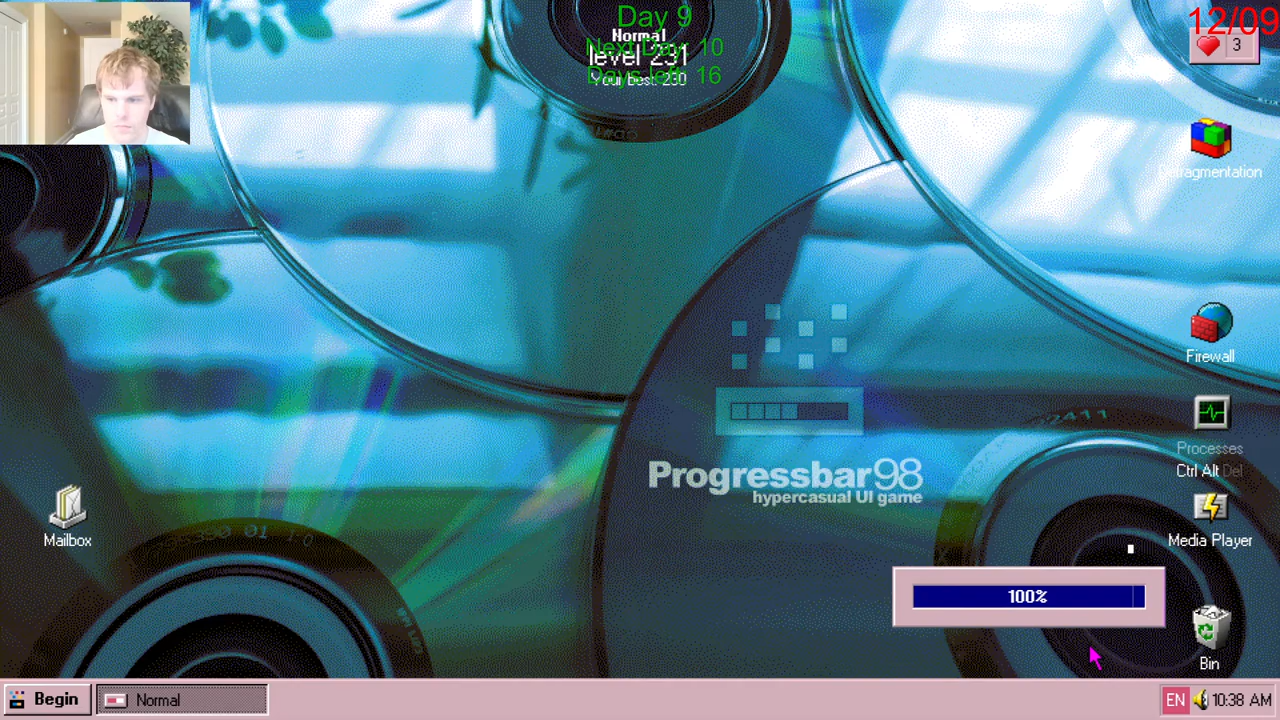 Day 9
12/09
Normal
Next Day: 10
level 231
Days left: 16
Your Best: 230
3
Defragmentation
Firewall
22411
Processes
Ctrl Alt Del
Progressbar98
hypercasual UI game
Mailbox
Media Player
100%
Bin
Begin
Normal
EN
10:38 AM